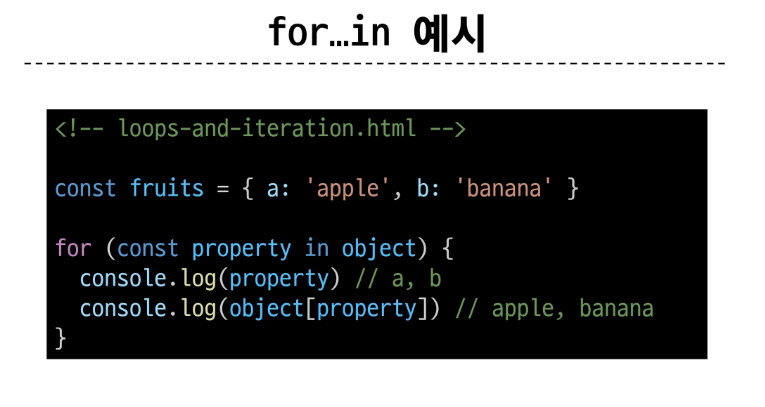 for…in 예시
<!-- loops-and-iteration.html -->
const fruits = { a: 'apple', b: 'banana' }
for (const property in object) {
  console.log(property) // a, b
  console.log(object[property]) // apple, banana
}